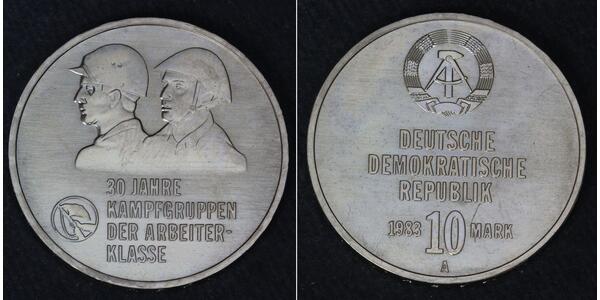 30 JAHRE
KAMPFGRUPPEN
DER ARBEITER-
KLASSE
DEUTSCHE
DEMOKRATISCHE
REPUBLIK
1983 10 MARK
A